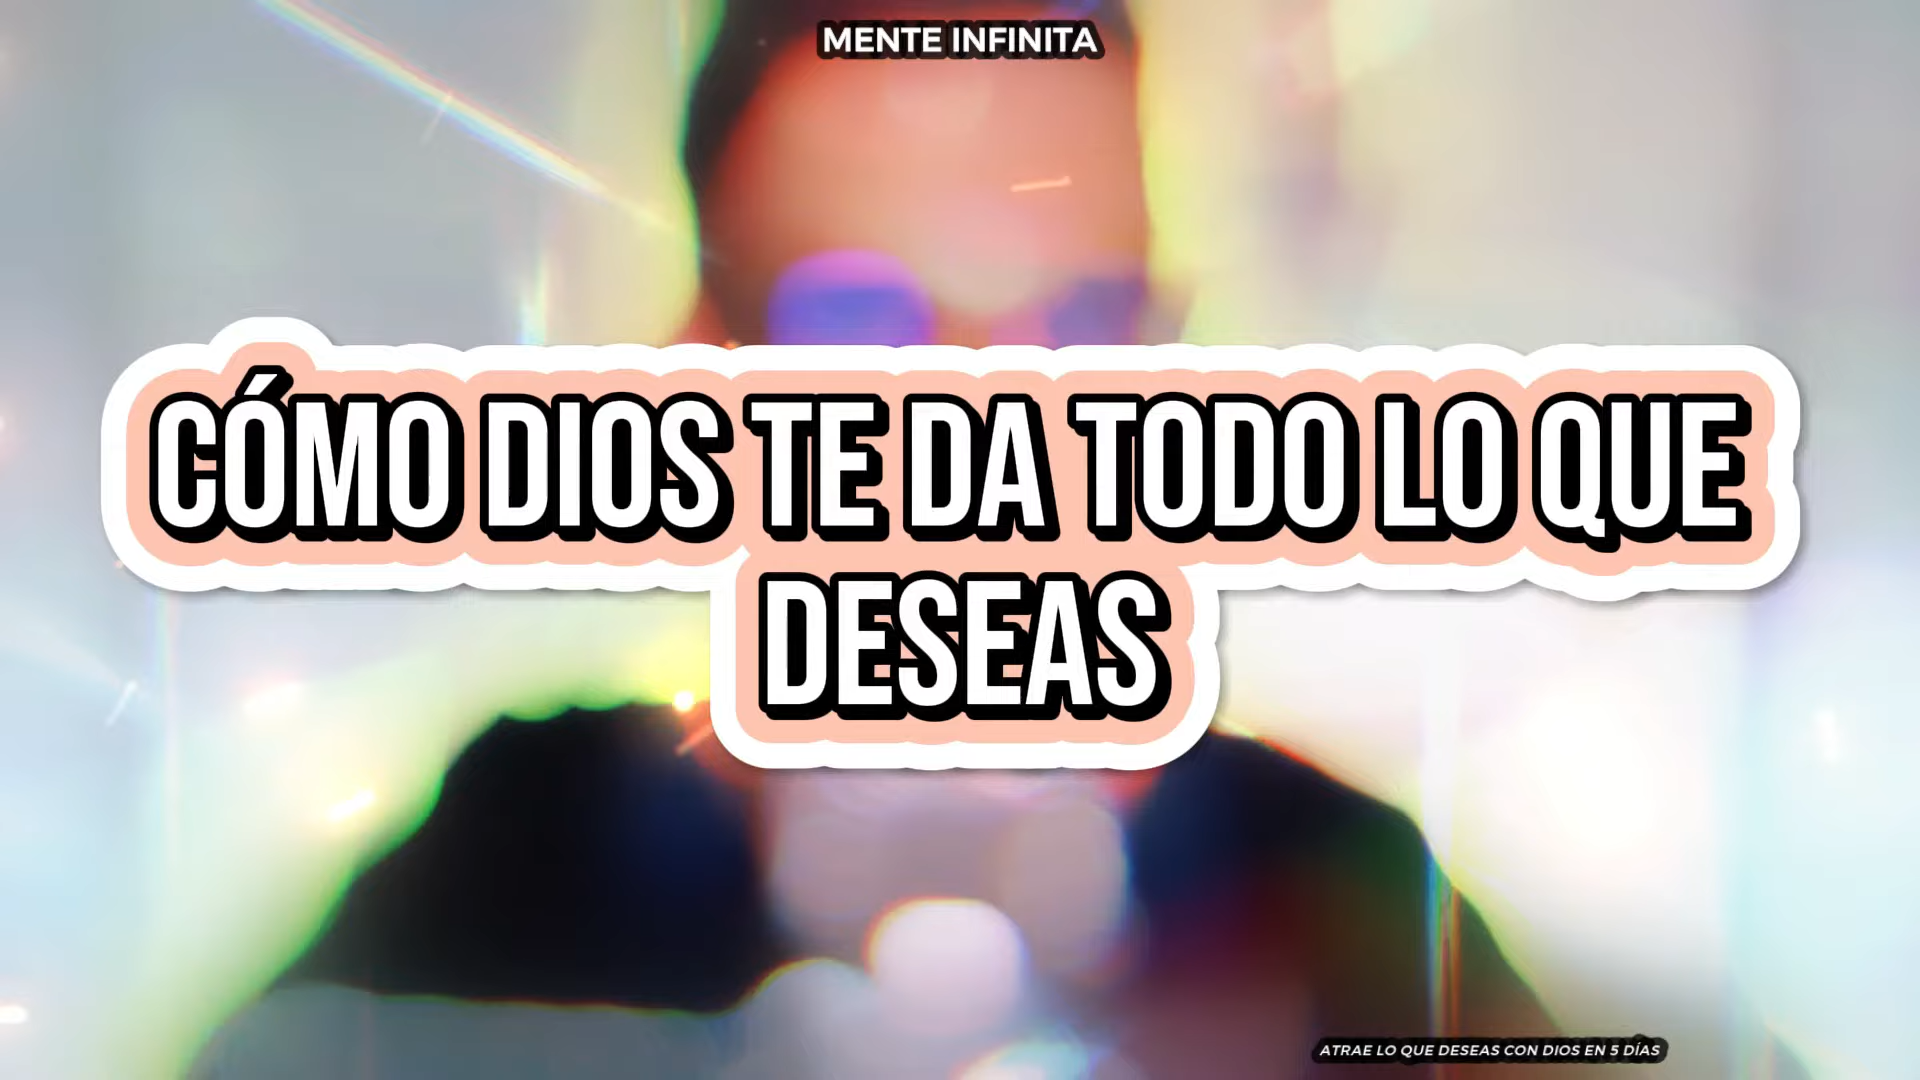 MENTE INFINITA
CÓMO DIOS TE DA TODO LO QUE
DESEAS
ATRAE LO QUE DESEAS CON DIOS EN 5 DÍAS